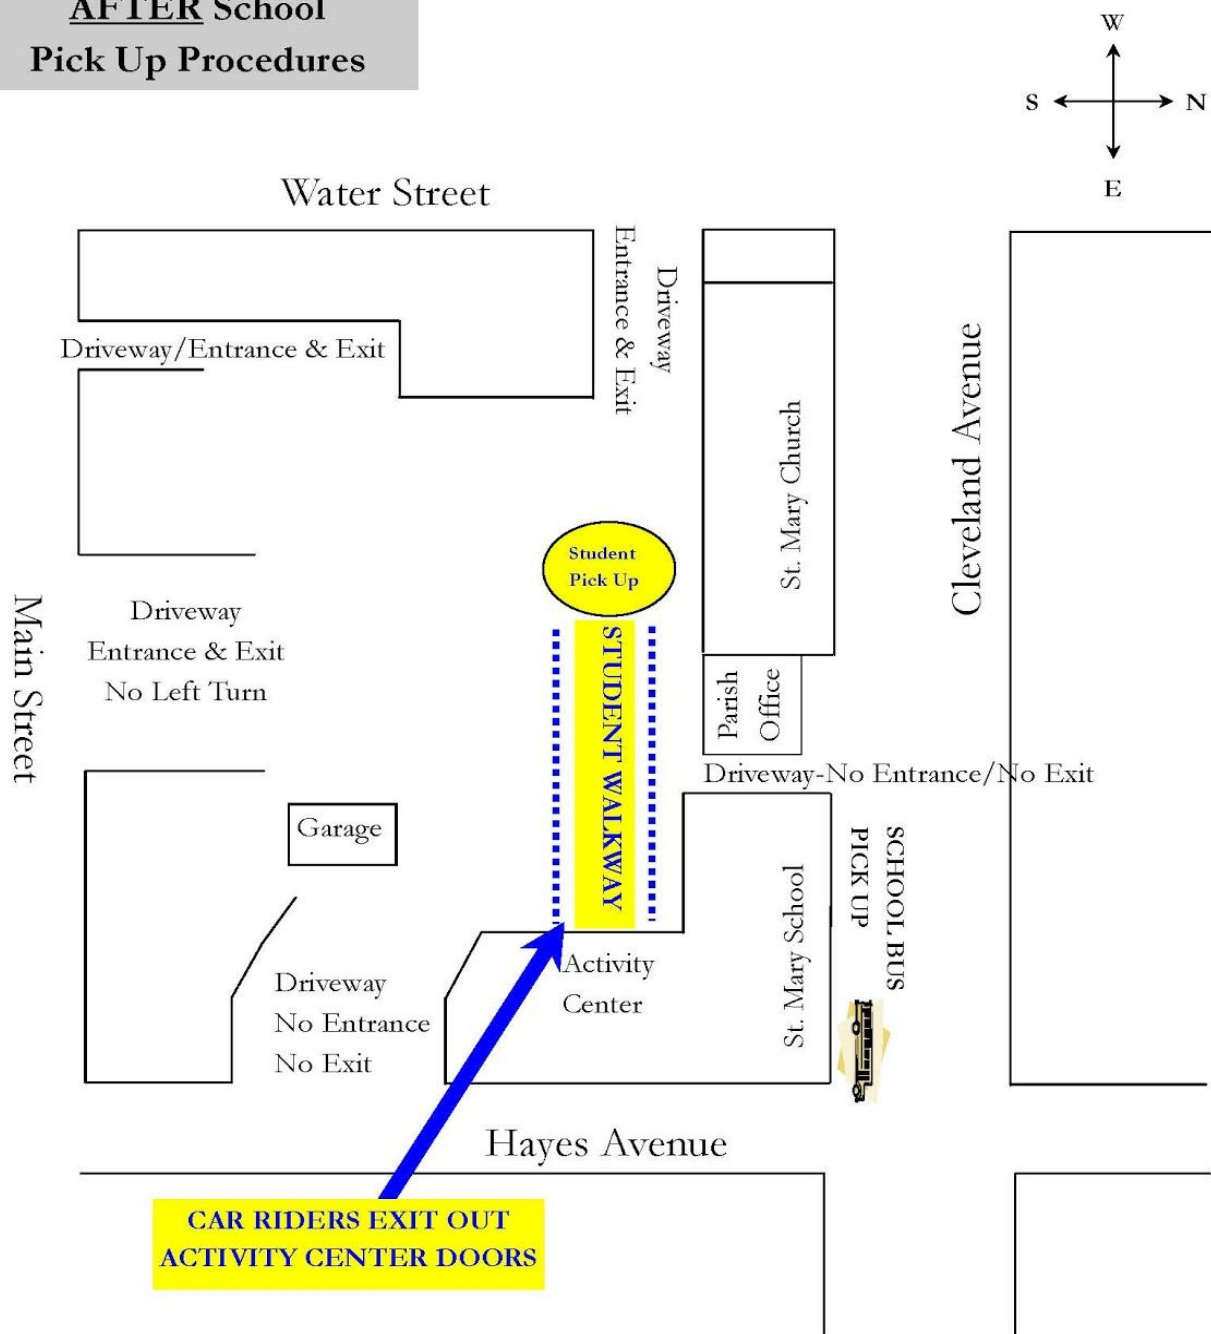 AFTER School
Pick Up Procedures
W
S
N
E
Water Street
Driveway
Entrance & Exit
Driveway/Entrance & Exit
St. Mary Church
Cleveland Avenue
Student
Pick Up
Main Street
Driveway
Entrance & Exit
No Left Turn
STUDENT WALKWAY
Parish
Office
Driveway-No Entrance/No Exit
Garage
SCHOOL BUS
PICK UP
St. Mary School
Activity
Center
Driveway
No Entrance
No Exit
Hayes Avenue
CAR RIDERS EXIT OUT
ACTIVITY CENTER DOORS